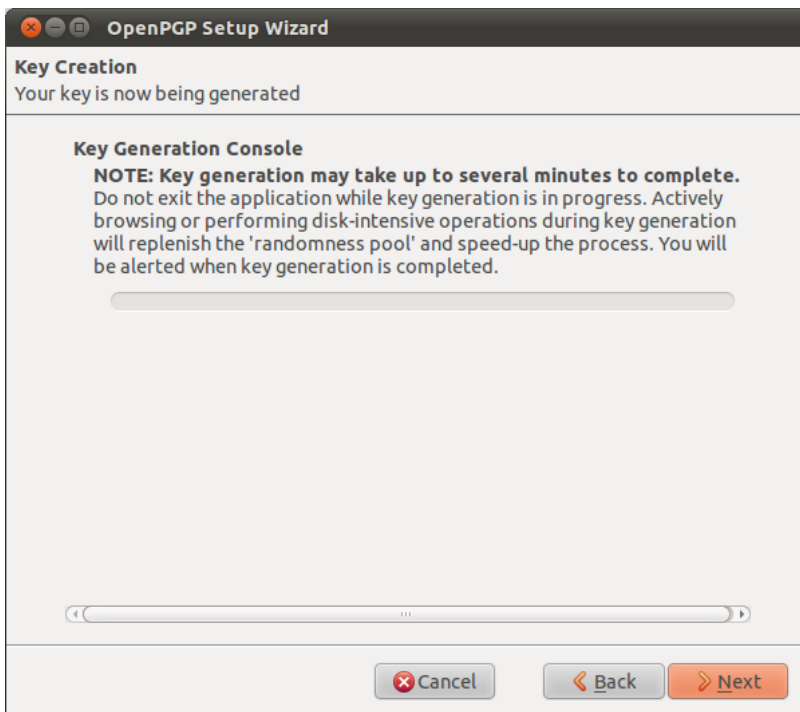 OpenPGP Setup Wizard
Key Creation
Your key is now being generated
Key Generation Console
NOTE: Key generation may take up to several minutes to complete.
Do not exit the application while key generation is in progress. Actively
browsing or performing disk-intensive operations during key generation
will replenish the 'randomness pool' and speed-up the process. You will
be alerted when key generation is completed.
Cancel
Back
Next